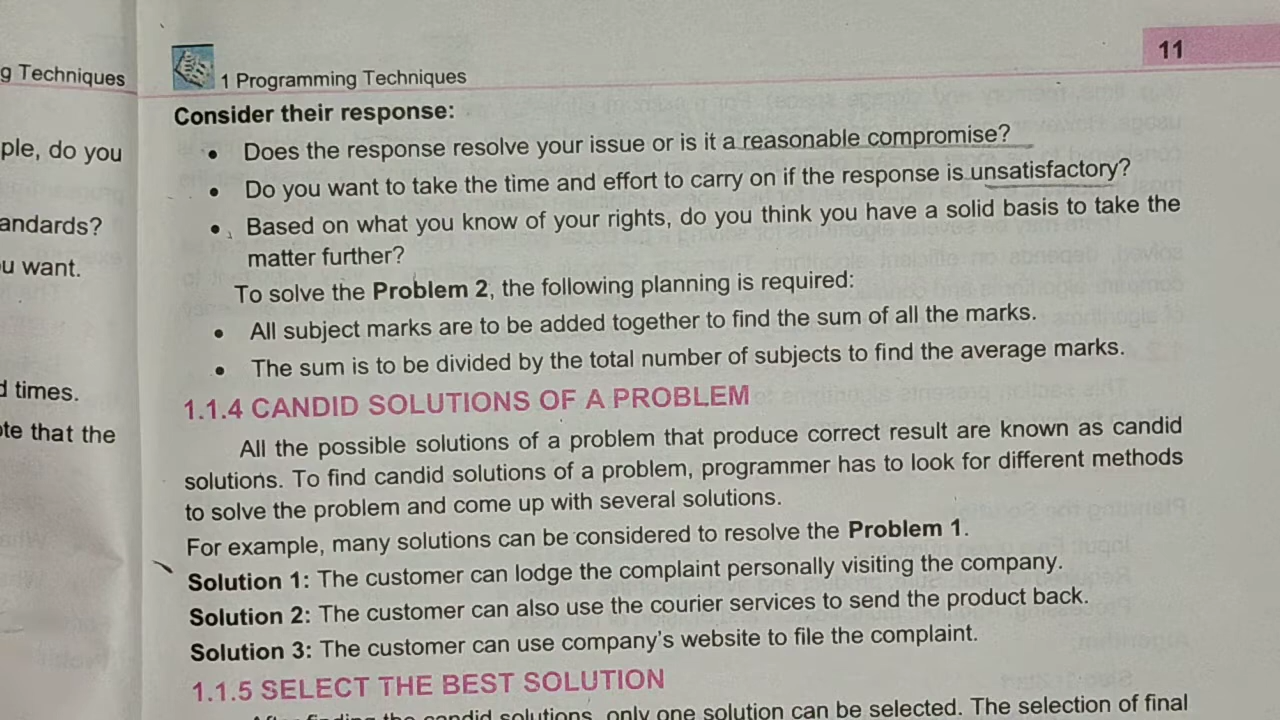 g Techniques
ple, do you
andards?
u want.
d times.
te that the
1 Programming Techniques
11
Consider their response:
• Does the response resolve your issue or is it a reasonable compromise?
• Do you want to take the time and effort to carry on if the response is unsatisfactory?
• Based on what you know of your rights, do you think you have a solid basis to take the
matter further?
To solve the Problem 2, the following planning is required:
• All subject marks are to be added together to find the sum of all the marks.
• The sum is to be divided by the total number of subjects to find the average marks.
1.1.4 CANDID SOLUTIONS OF A PROBLEM
All the possible solutions of a problem that produce correct result are known as candid
solutions. To find candid solutions of a problem, programmer has to look for different methods
to solve the problem and come up with several solutions.
For example, many solutions can be considered to resolve the Problem 1.
Solution 1: The customer can lodge the complaint personally visiting the company.
Solution 2: The customer can also use the courier services to send the product back.
Solution 3: The customer can use company's website to file the complaint.
1.1.5 SELECT THE BEST SOLUTION
After finding the candid solutions, only one solution can be selected. The selection of final